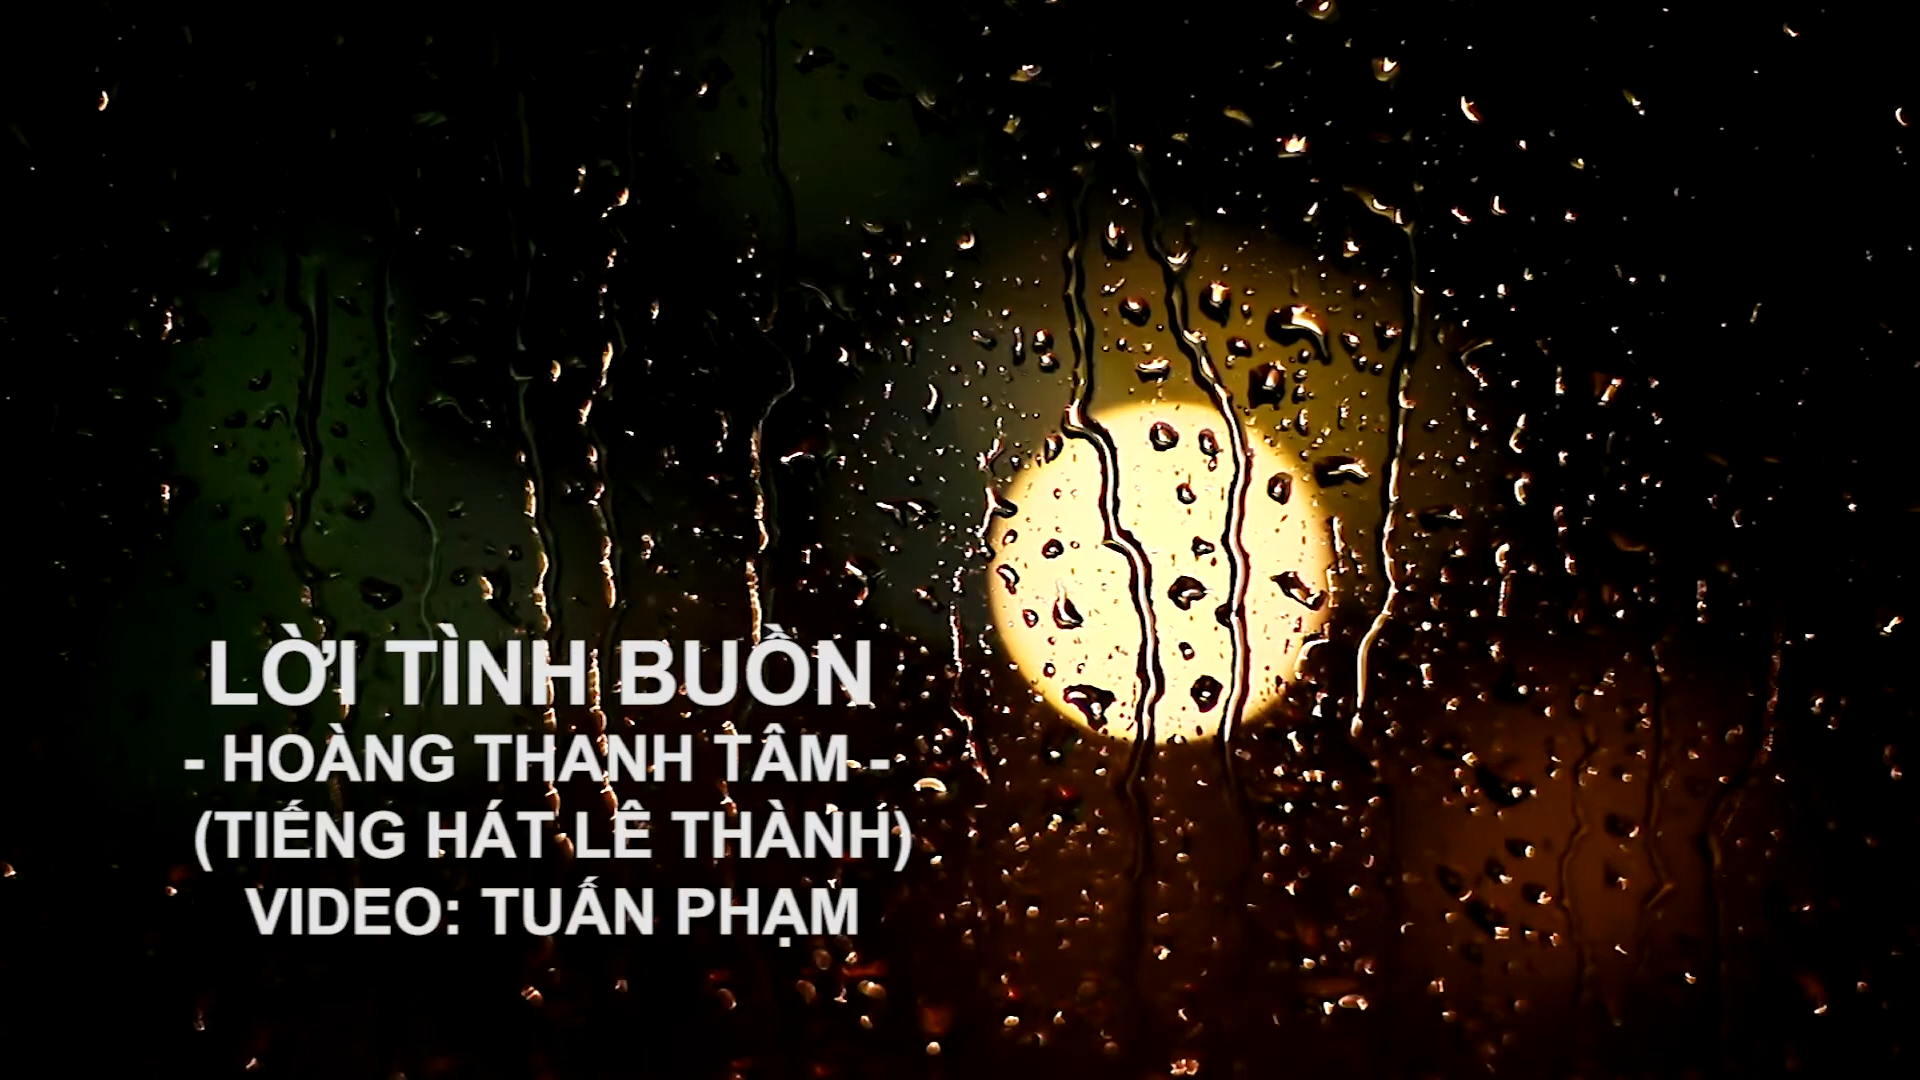 LỜI TÌNH BUỒN
- HOÀNG THANH TÂM -
(TIẾNG HÁT LÊ THÀNH)
VIDEO: TUẤN PHẠM